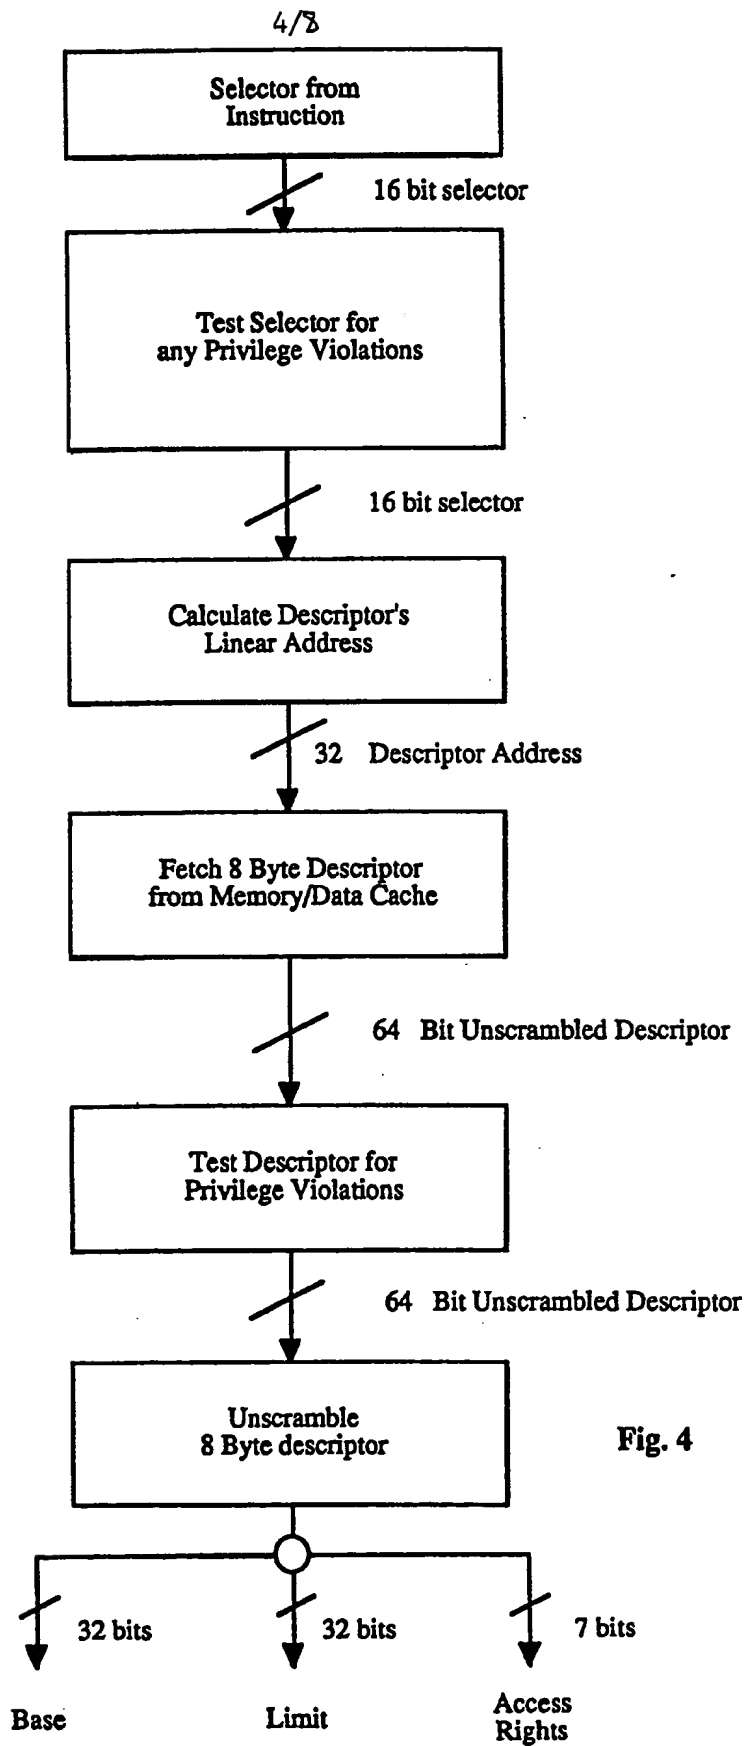 4/8
Selector from
Instruction
16 bit selector
Test Selector for
any Privilege Violations
16 bit selector
Calculate Descriptor's
Linear Address
32 Descriptor Address
Fetch 8 Byte Descriptor
from Memory/Data Cache
64 Bit Unscrambled Descriptor
Test Descriptor for
Privilege Violations
64 Bit Unscrambled Descriptor
Unscramble
8 Byte descriptor
Fig. 4
32 bits
32 bits
7 bits
Base
Limit
Access
Rights